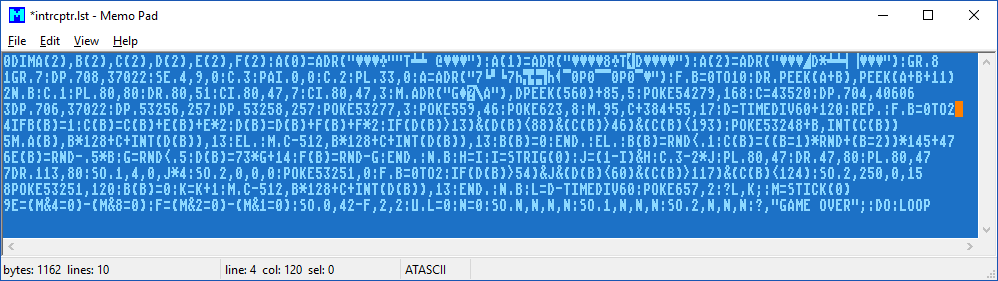 *intrcptr.lst - Memo Pad
File Edit View Help
0DIMA(2),B(2),C(2),D(2),E(2),F(2):A(0)=ADR("♥♥♥♣""T┴┴ @♥♥♥"):A(1)=ADR("♥♥♥♥8♣T D♥♥♥♥"):A(2)=ADR("♥♥♥◢D*┴┴┤│♥♥♥"):GR.8
1GR.7:DP.708,37022:SE.4,9,0:C.3:PAI.0,0:C.2:PL.33,0:A=ADR("7 7h h 0P0 0P0 ♥"):F.B=0TO10:DR.PEEK(A+B),PEEK(A+B+11)
2N.B:C.1:PL.80,80:DR.80,51:CI.80,47,7:CI.80,47,3:M.ADR("G \"),DPEEK(560)+85,5:POKE54279,168:C=43520:DP.704,40606
3DP.706,37022:DP.53256,257:DP.53258,257:POKE53277,3:POKE559,46:POKE623,8:M.95,C+384+55,17:D=TIMEDIV60+120:REP.:F.B=0TO2
4IFB(B)=1:C(B)=C(B)+E(B)+E*2:D(B)=D(B)+F(B)+F*2:IF(D(B)>13)&(D(B)<88)&(C(B)>46)&(C(B)<193):POKE53248+B,INT(C(B))
5M.A(B),B*128+C+INT(D(B)),13:EL.:M.C-512,B*128+C+INT(D(B)),13:B(B)=0:END.:EL.:B(B)=RND<.1:C(B)=((B=1)*RND+(B=2))*145+47
6E(B)=RND-.5*B:G=RND<.5:D(B)=73*G+14:F(B)=RND-G:END.:N.B:H=I:I=STRIG(0):J=(1-I)&H:C.3-2*J:PL.80,47:DR.47,80:PL.80,47
7DR.113,80:SO.1,4,0,J*4:SO.2,0,0,0:POKE53251,0:F.B=0TO2:IF(D(B)>54)&J(D(B)<60)&(C(B)>117)&(C(B)<124):SO.2,250,0,15
8POKE53251,120:B(B)=0:K=K+1:M.C-512,B*128+C+INT(D(B)),13:END.:N.B:L=D-TIMEDIV60:POKE657,2:?L,K;:M=STICK(0)
9E=(M&4=0)-(M&8=0):F=(M&2=0)-(M&1=0):SO.0,42-F,2,2:U.L=0:N=0:SO.N,N,N,N:SO.1,N,N,N:SO.2,N,N,N:?,"GAME OVER";:DO:LOOP
bytes: 1162 lines: 10 line: 4 col: 120 sel: 0 ATASCII